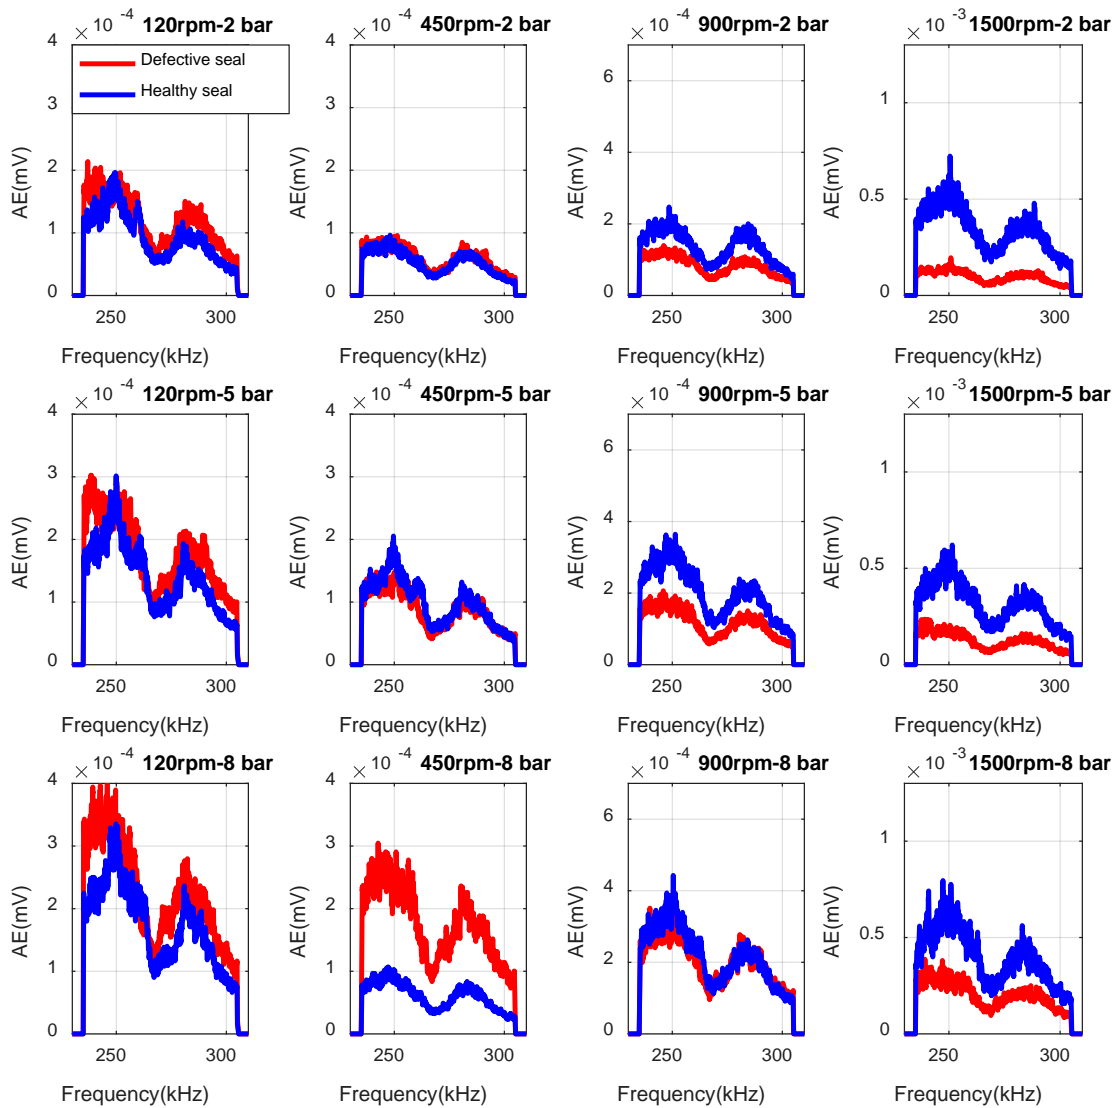 × 10 -4 120rpm-2 bar
Defective seal
Healthy seal
4
3
2
1
0
AE(mV)
250 300
Frequency(kHz)
× 10 -4 450rpm-2 bar
4
3
2
1
0
AE(mV)
250 300
Frequency(kHz)
× 10 -4 900rpm-2 bar
6
4
2
0
AE(mV)
250 300
Frequency(kHz)
× 10 -3 1500rpm-2 bar
1
0.5
0
AE(mV)
250 300
Frequency(kHz)
× 10 -4 120rpm-5 bar
4
3
2
1
0
AE(mV)
250 300
Frequency(kHz)
× 10 -4 450rpm-5 bar
4
3
2
1
0
AE(mV)
250 300
Frequency(kHz)
× 10 -4 900rpm-5 bar
6
4
2
0
AE(mV)
250 300
Frequency(kHz)
× 10 -3 1500rpm-5 bar
1
0.5
0
AE(mV)
250 300
Frequency(kHz)
× 10 -4 120rpm-8 bar
4
3
2
1
0
AE(mV)
250 300
Frequency(kHz)
× 10 -4 450rpm-8 bar
4
3
2
1
0
AE(mV)
250 300
Frequency(kHz)
× 10 -4 900rpm-8 bar
6
4
2
0
AE(mV)
250 300
Frequency(kHz)
× 10 -3 1500rpm-8 bar
1
0.5
0
AE(mV)
250 300
Frequency(kHz)